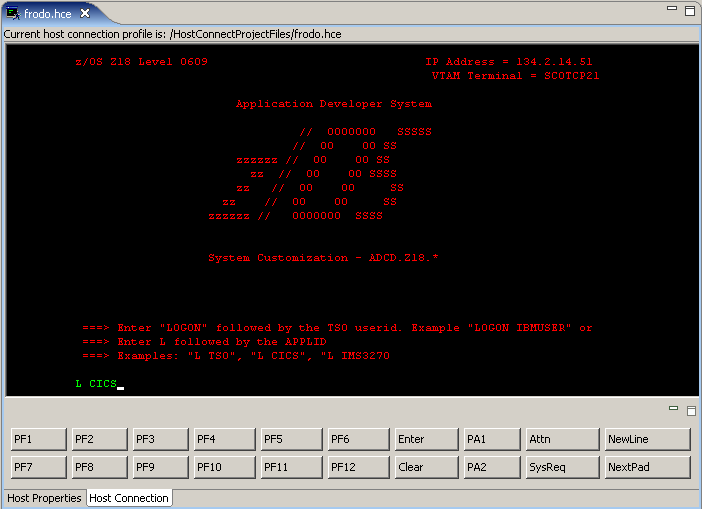 frodo.hce
Current host connection profile is: /HostConnectProjectFiles/frodo.hce
z/OS Z18 Level 0609 IP Address = 134.2.14.51
VTAM Terminal = SC0TCP21
Application Developer System
// 0000000 SSSSS
// 00 00 SS
zzzzzz // 00 00 SS
zz // 00 00 SSSS
zz // 00 00 SS
zz // 00 00 SS
zzzzzz // 0000000 SSSS
System Customization - ADCD.Z18.*
===> Enter "LOGON" followed by the TSO userid. Example "LOGON IBMUSER" or
===> Enter L followed by the APPLID
===> Examples: "L TSO", "L CICS", "L IMS3270
L CICS
PF1 PF2 PF3 PF4 PF5 PF6 Enter PA1 Attn NewLine
PF7 PF8 PF9 PF10 PF11 PF12 Clear PA2 SysReq NextPad
Host Properties Host Connection